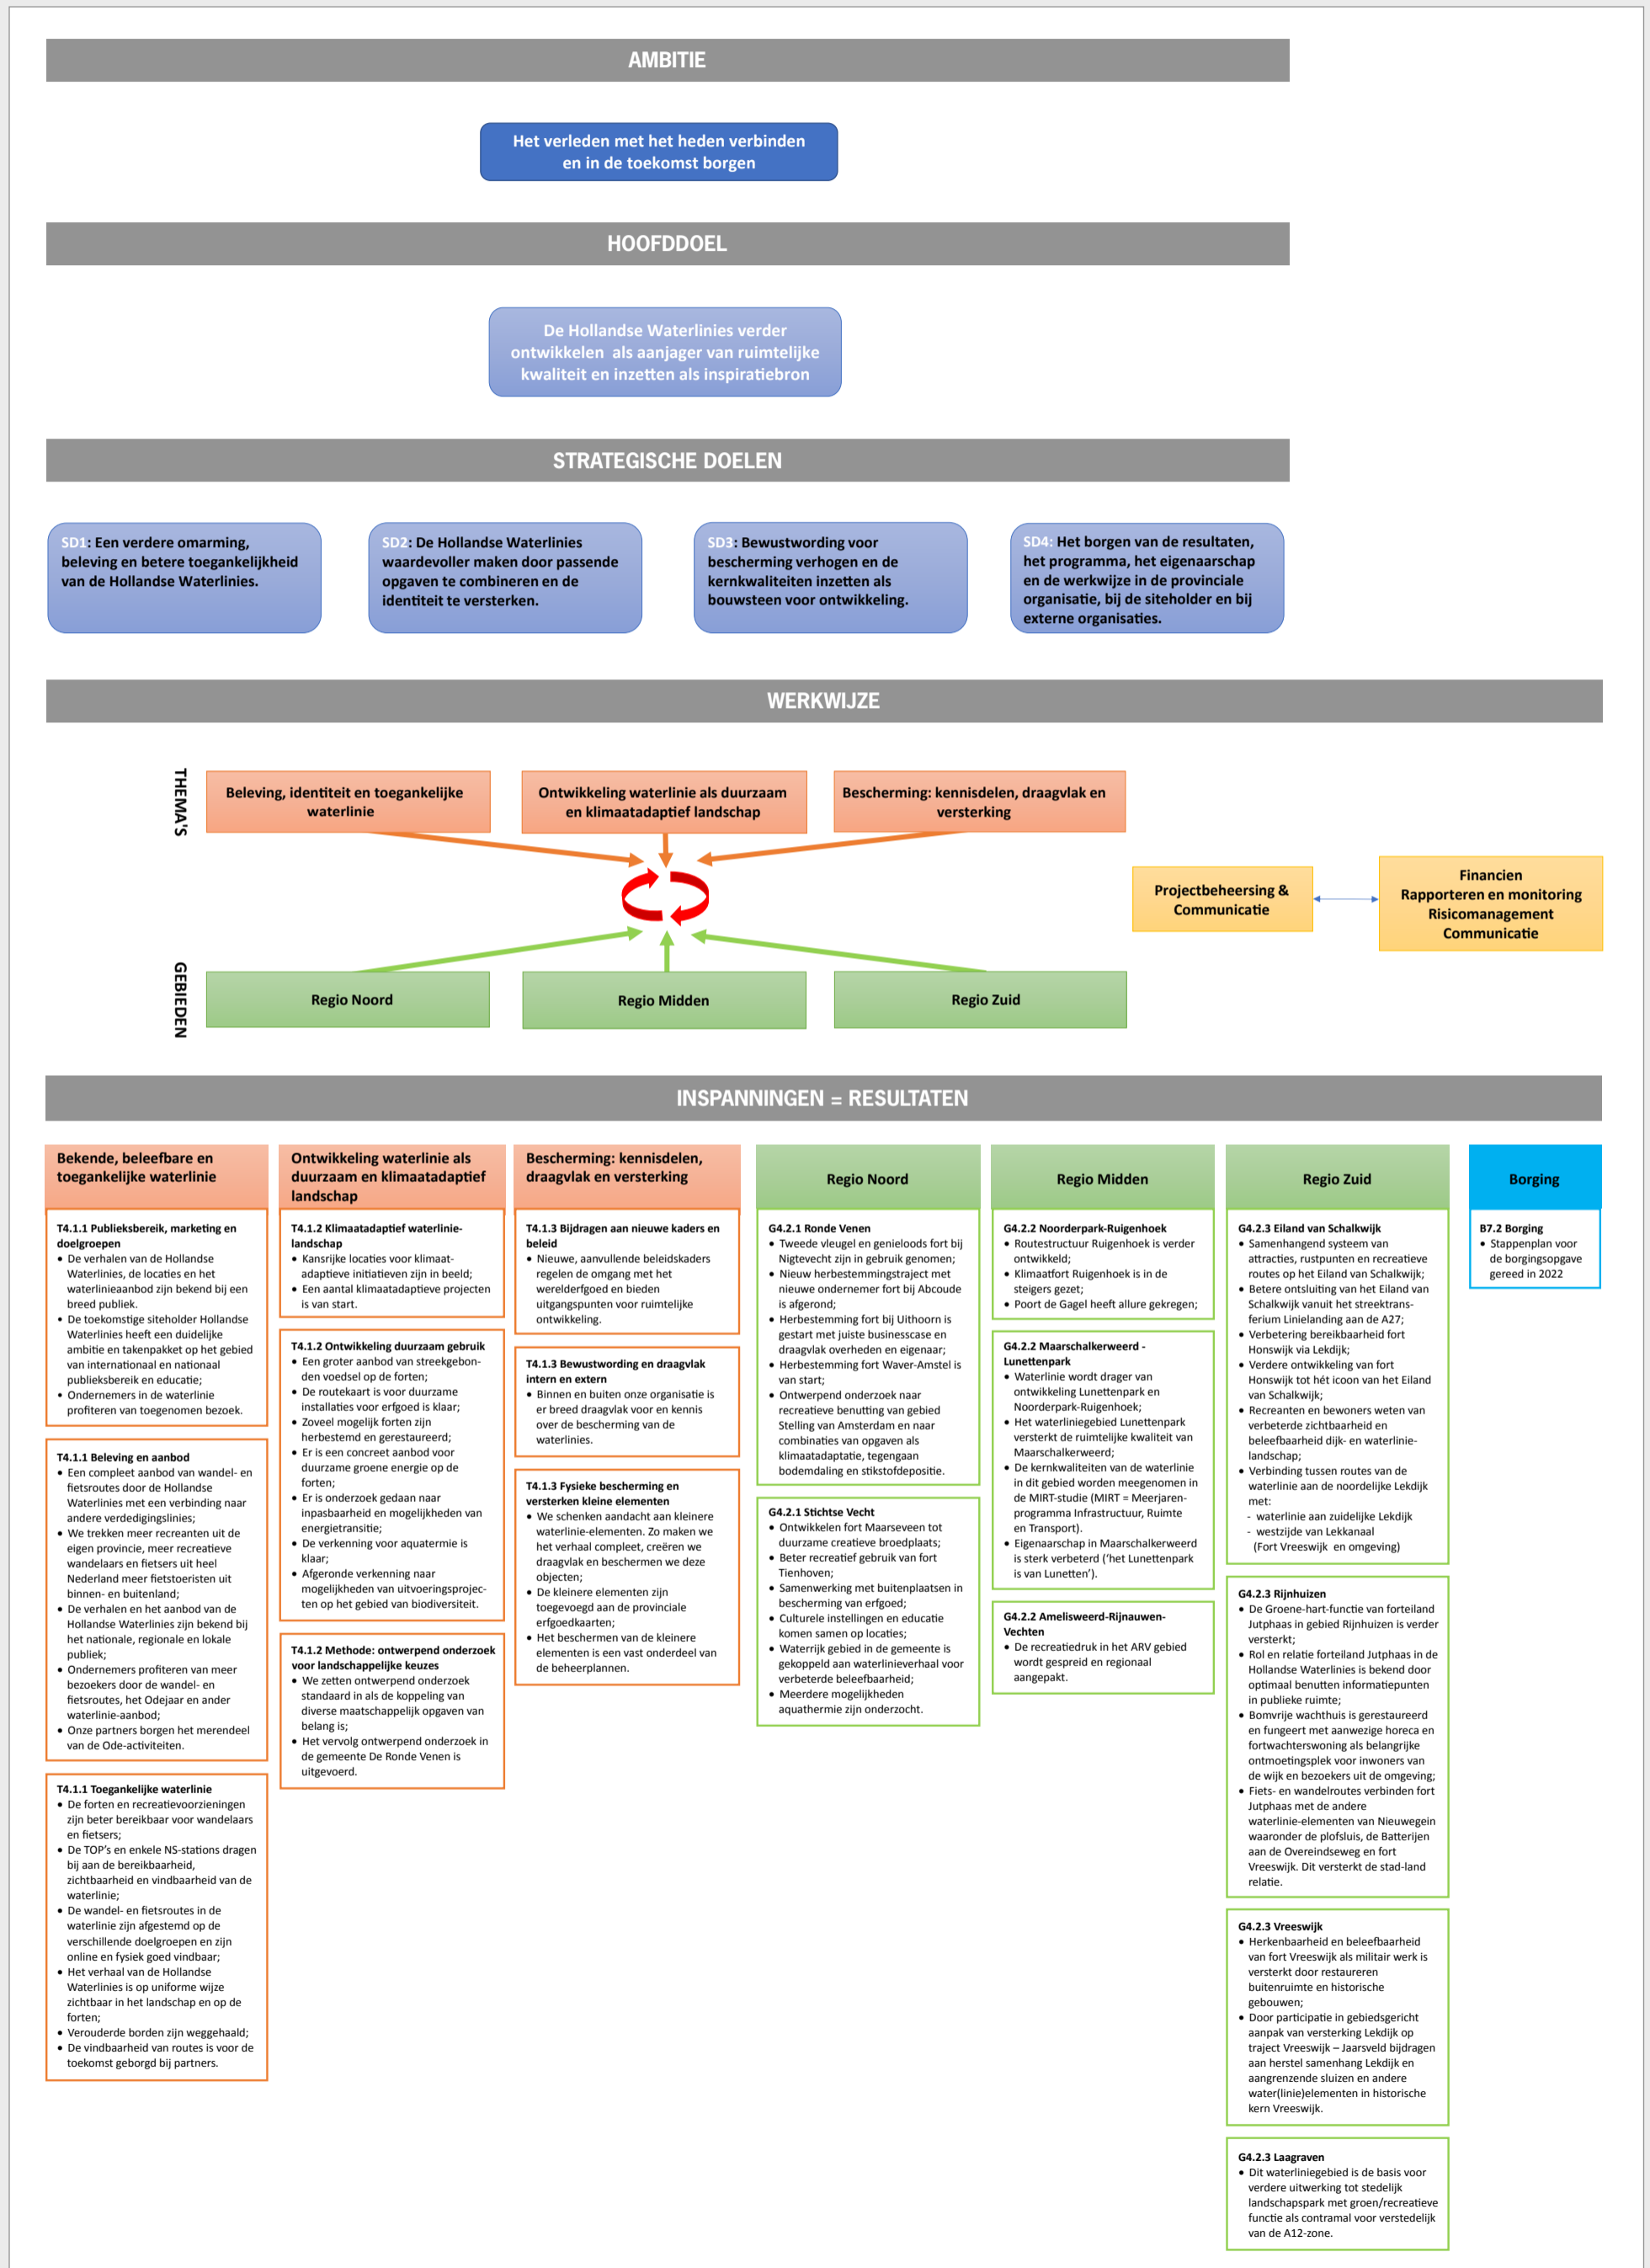 AMBITIE
Het verleden met het heden verbinden
en in de toekomst borgen
HOOFDDOEL
De Hollandse Waterlinies verder
ontwikkelen als aanjager van ruimtelijke
kwaliteit en inzetten als inspiratiebron
STRATEGISCHE DOELEN
SD1: Een verdere omarming,
beleving en betere toegankelijkheid
van de Hollandse Waterlinies.
SD2: De Hollandse Waterlinies
waardevoller maken door passende
opgaven te combineren en de
identiteit te versterken.
SD3: Bewustwording voor
bescherming verhogen en de
kernkwaliteiten inzetten als
bouwsteen voor ontwikkeling.
SD4: Het borgen van de resultaten,
het programma, het eigenaarschap
en de werkwijze in de provinciale
organisatie, bij de siteholder en bij
externe organisaties.
WERKWIJZE
THEMA'S
Beleving, identiteit en toegankelijke
waterlinie
Ontwikkeling waterlinie als duurzaam
en klimaatadaptief landschap
Bescherming: kennisdelen, draagvlak en
versterking
Projectbeheersing &
Communicatie
Financien
Rapporteren en monitoring
Risicomanagement
Communicatie
GEBIEDEN
Regio Noord
Regio Midden
Regio Zuid
INSPANNINGEN = RESULTATEN
Bekende, beleefbare en
toegankelijke waterlinie
T4.1.1 Publieksbereik, marketing en
doelgroepen
• De verhalen van de Hollandse
Waterlinies, de locaties en het
waterlinieaanbod zijn bekend bij een
breed publiek.
• De toekomstige siteholder Hollandse
Waterlinies heeft een duidelijke
ambitie en takenpakket op het gebied
van internationaal en nationaal
publieksbereik en educatie;
• Ondernemers in de waterlinie
profiteren van toegenomen bezoek.
T4.1.1 Beleving en aanbod
• Een compleet aanbod van wandel- en
fietsroutes door de Hollandse
Waterlinies met een verbinding naar
andere verdedigingslinies;
• We trekken meer recreanten uit de
eigen provincie, meer recreatieve
wandelaars en fietsers uit heel
Nederland meer fietstoeristen uit
binnen- en buitenland;
• De verhalen en het aanbod van de
Hollandse Waterlinies zijn bekend bij
het nationale, regionale en lokale
publiek;
• Ondernemers profiteren van meer
bezoekers door de wandel- en
fietsroutes, het Odejaar en ander
waterlinie-aanbod;
• Onze partners borgen het merendeel
van de Ode-activiteiten.
T4.1.1 Toegankelijke waterlinie
• De forten en recreatievoorzieningen
zijn beter bereikbaar voor wandelaars
en fietsers;
• De TOP's en enkele NS-stations dragen
bij aan de bereikbaarheid,
zichtbaarheid en vindbaarheid van de
waterlinie;
• De wandel- en fietsroutes in de
waterlinie zijn afgestemd op de
verschillende doelgroepen en zijn
online en fysiek goed vindbaar;
• Het verhaal van de Hollandse
Waterlinies is op uniforme wijze
zichtbaar in het landschap en op de
forten;
• Verouderde borden zijn weggehaald;
• De vindbaarheid van routes is voor de
toekomst geborgd bij partners.
Ontwikkeling waterlinie als
duurzaam en klimaatadaptief
landschap
T4.1.2 Klimaatadaptief waterlinie-
landschap
• Kansrijke locaties voor klimaat-
adaptieve initiatieven zijn in beeld;
• Een aantal klimaatadaptieve projecten
is van start.
T4.1.2 Ontwikkeling duurzaam gebruik
• Een groter aanbod van streekgebon-
den voedsel op de forten;
• De routekaart is voor duurzame
installaties voor erfgoed is klaar;
• Zoveel mogelijk forten zijn
herbestemd en gerestaureerd;
• Er is een concreet aanbod voor
duurzame groene energie op de
forten;
• Er is onderzoek gedaan naar
inpasbaarheid en mogelijkheden van
energietransitie;
• De verkenning voor aquatermie is
klaar;
• Afgeronde verkenning naar
mogelijkheden van uitvoeringsprojec-
ten op het gebied van biodiversiteit.
T4.1.2 Methode: ontwerpend onderzoek
voor landschappelijke keuzes
• We zetten ontwerpend onderzoek
standaard in als de koppeling van
diverse maatschappelijk opgaven van
belang is;
• Het vervolg ontwerpend onderzoek in
de gemeente De Ronde Venen is
uitgevoerd.
Bescherming: kennisdelen,
draagvlak en versterking
T4.1.3 Bijdragen aan nieuwe kaders en
beleid
• Nieuwe, aanvullende beleidskaders
regelen de omgang met het
werelderfgoed en bieden
uitgangspunten voor ruimtelijke
ontwikkeling.
T4.1.3 Bewustwording en draagvlak
intern en extern
• Binnen en buiten onze organisatie is
er breed draagvlak voor en kennis
over de bescherming van de
waterlinies.
T4.1.3 Fysieke bescherming en
versterken kleine elementen
• We schenken aandacht aan kleinere
waterlinie-elementen. Zo maken we
het verhaal compleet, creëren we
draagvlak en beschermen we deze
objecten;
• De kleinere elementen zijn
toegevoegd aan de provinciale
erfgoedkaarten;
• Het beschermen van de kleinere
elementen is een vast onderdeel van
de beheerplannen.
Regio Noord
G4.2.1 Ronde Venen
• Tweede vleugel en genieloods fort bij
Nigtevecht zijn in gebruik genomen;
• Nieuw herbestemmingstraject met
nieuwe ondernemer fort bij Abcoude
is afgerond;
• Herbestemming fort bij Uithoorn is
gestart met juiste businesscase en
draagvlak overheden en eigenaar;
• Herbestemming fort Waver-Amstel is
van start;
• Ontwerpend onderzoek naar
recreatieve benutting van gebied
Stelling van Amsterdam en naar
combinaties van opgaven als
klimaatadaptatie, tegengaan
bodemdaling en stikstofdepositie.
G4.2.1 Stichtse Vecht
• Ontwikkelen fort Maarseveen tot
duurzame creatieve broedplaats;
• Beter recreatief gebruik van fort
Tienhoven;
• Samenwerking met buitenplaatsen in
bescherming van erfgoed;
• Culturele instellingen en educatie
komen samen op locaties;
• Waterrijk gebied in de gemeente is
gekoppeld aan waterlinieverhaal voor
verbeterde beleefbaarheid;
• Meerdere mogelijkheden
aquathermie zijn onderzocht.
Regio Midden
G4.2.2 Noorderpark-Ruigenhoek
• Routestructuur Ruigenhoek is verder
ontwikkeld;
• Klimaatfort Ruigenhoek is in de
steigers gezet;
• Poort de Gagel heeft allure gekregen;
G4.2.2 Maarschalkerweerd -
Lunettenpark
• Waterlinie wordt drager van
ontwikkeling Lunettenpark en
Noorderpark-Ruigenhoek;
• Het waterliniegebied Lunettenpark
versterkt de ruimtelijke kwaliteit van
Maarschalkerweerd;
• De kernkwaliteiten van de waterlinie
in dit gebied worden meegenomen in
de MIRT-studie (MIRT = Meerjaren-
programma Infrastructuur, Ruimte
en Transport).
• Eigenaarschap in Maarschalkerweerd
is sterk verbeterd (‘het Lunettenpark
is van Lunetten’).
G4.2.2 Amelisweerd-Rijnauwen-
Vechten
• De recreatiedruk in het ARV gebied
wordt gespreid en regionaal
aangepakt.
Regio Zuid
G4.2.3 Eiland van Schalkwijk
• Samenhangend systeem van
attracties, rustpunten en recreatieve
routes op het Eiland van Schalkwijk;
• Betere ontsluiting van het Eiland van
Schalkwijk vanuit het streektrans-
ferium Linielanding aan de A27;
• Verbetering bereikbaarheid fort
Honswijk via Lekdijk;
• Verdere ontwikkeling van fort
Honswijk tot hét icoon van het Eiland
van Schalkwijk;
• Recreanten en bewoners weten van
verbeterde zichtbaarheid en
beleefbaarheid dijk- en waterlinie-
landschap;
• Verbinding tussen routes van de
waterlinie aan de noordelijke Lekdijk
met:
- waterlinie aan zuidelijke Lekdijk
- westzijde van Lekkanaal
(Fort Vreeswijk en omgeving)
G4.2.3 Rijnhuizen
• De Groene-hart-functie van forteiland
Jutphaas in gebied Rijnhuizen is verder
versterkt;
• Rol en relatie forteiland Jutphaas in de
Hollandse Waterlinies is bekend door
optimaal benutten informatiepunten
in publieke ruimte;
• Bomvrije wachthuis is gerestaureerd
en fungeert met aanwezige horeca en
fortwachterswoning als belangrijke
ontmoetingsplek voor inwoners van
de wijk en bezoekers uit de omgeving;
• Fiets- en wandelroutes verbinden fort
Jutphaas met de andere
waterlinie-elementen van Nieuwegein
waaronder de plofsluis, de Batterijen
aan de Overeindseweg en fort
Vreeswijk. Dit versterkt de stad-land
relatie.
G4.2.3 Vreeswijk
• Herkenbaarheid en beleefbaarheid
van fort Vreeswijk als militair werk is
versterkt door restaureren
buitenruimte en historische
gebouwen;
• Door participatie in gebiedsgericht
aanpak van versterking Lekdijk op
traject Vreeswijk – Jaarsveld bijdragen
aan herstel samenhang Lekdijk en
aangrenzende sluizen en andere
water(linie)elementen in historische
kern Vreeswijk.
G4.2.3 Laagraven
• Dit waterliniegebied is de basis voor
verdere uitwerking tot stedelijk
landschapspark met groen/recreatieve
functie als contramal voor verstedelijk
van de A12-zone.
Borging
B7.2 Borging
• Stappenplan voor
de borgingsopgave
gereed in 2022